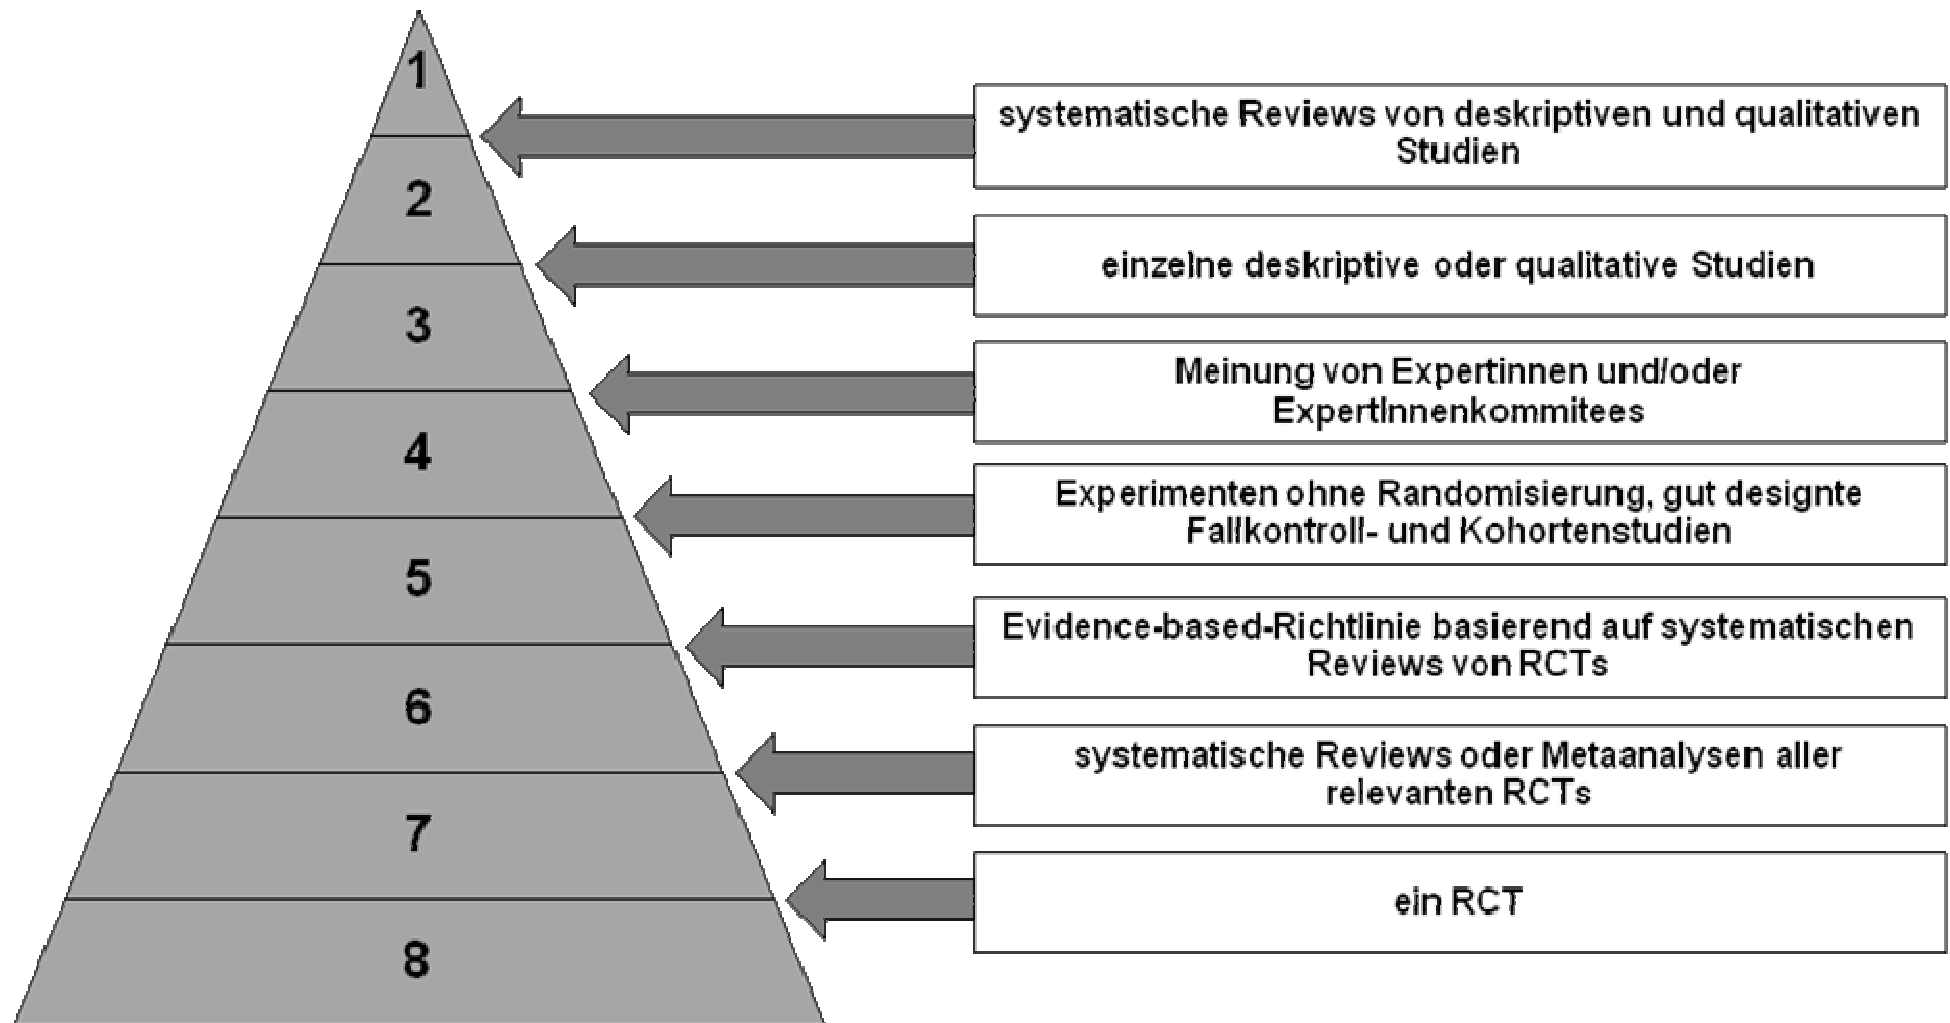 1
systematische Reviews von deskriptiven und qualitativen
Studien
2
einzelne deskriptive oder qualitative Studien
3
Meinung von Expertinnen und/oder
ExpertInnenkommitees
4
Experimenten ohne Randomisierung, gut designte
Fallkontroll- und Kohortenstudien
5
Evidence-based-Richtlinie basierend auf systematischen
Reviews von RCTs
6
systematische Reviews oder Metaanalysen aller
relevanten RCTs
7
ein RCT
8